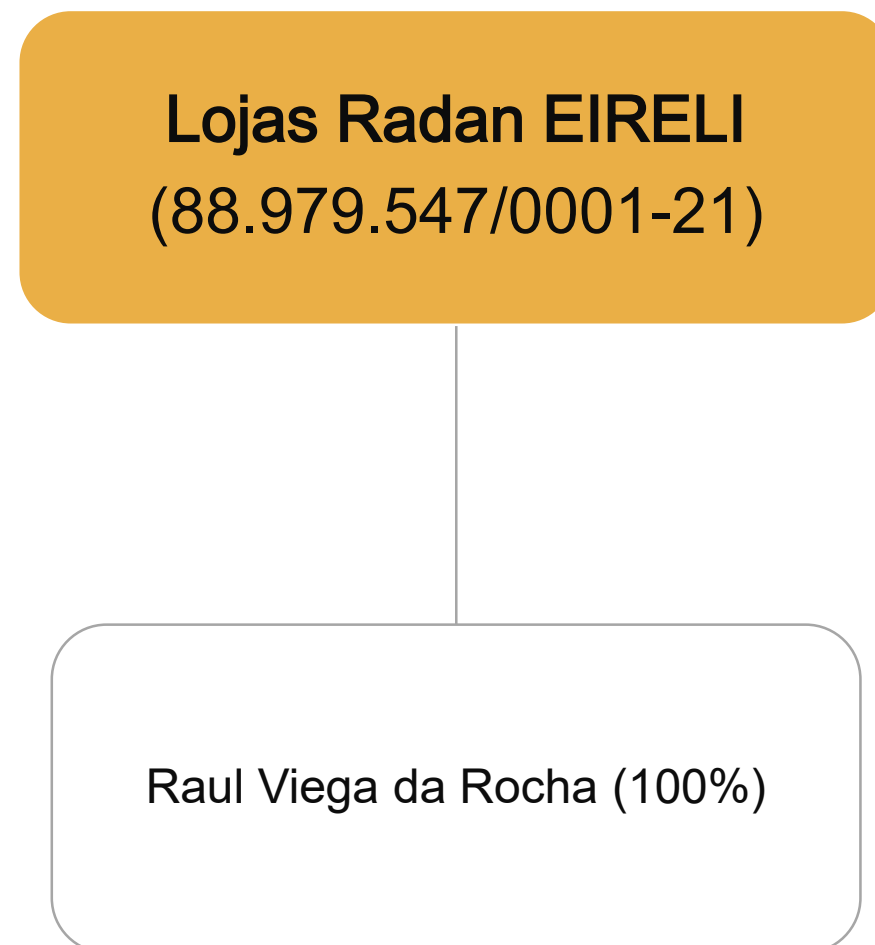 Lojas Radan EIRELI
(88.979.547/0001-21)
Raul Viega da Rocha (100%)